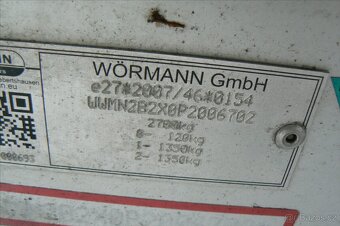 WÖRMANN GmbH
e27*2007/46*0154
WWMN2B2X0P2006702
2700kg
0- 120kg
1- 1350kg
2- 1350kg